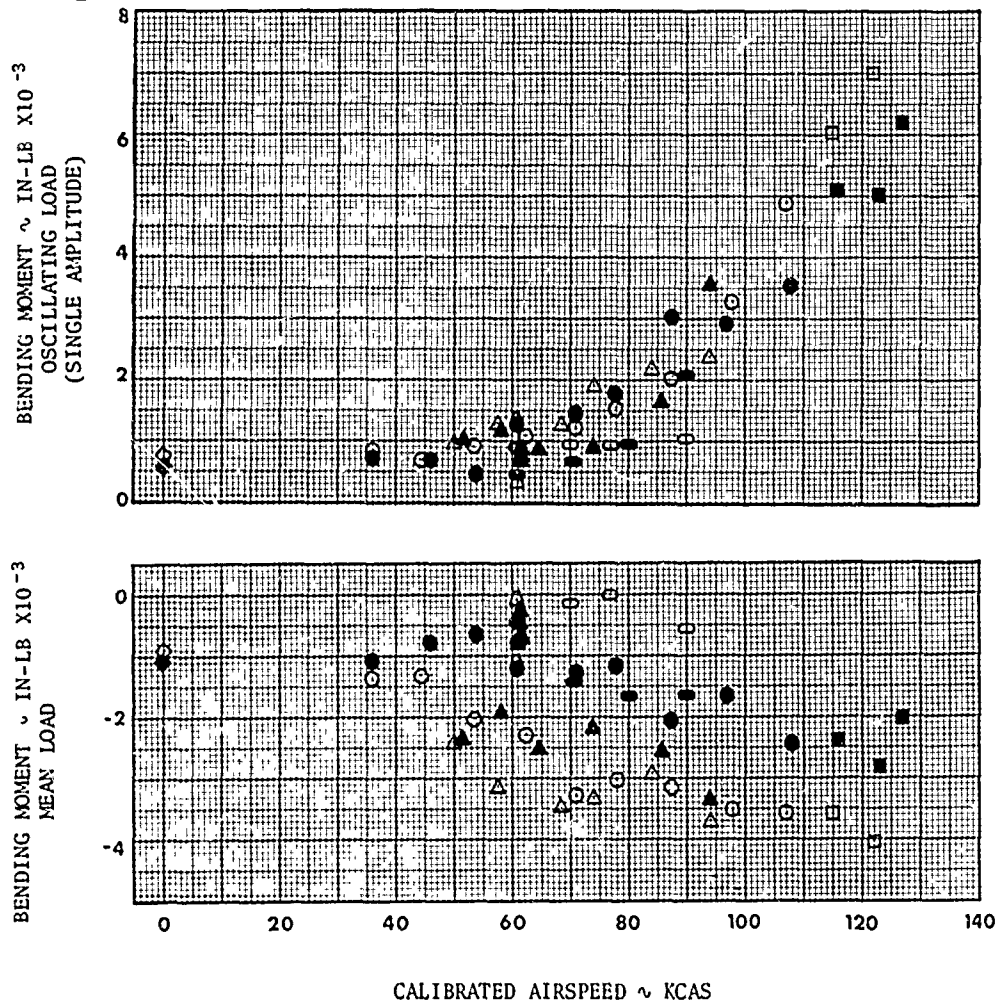 BENDING MOMENT ~ IN-LB X10⁻³
OSCILLATING LOAD
(SINGLE AMPLITUDE)
8
6
4
2
0
BENDING MOMENT ~ IN-LB X10⁻³
MEAN LOAD
0
-2
-4
0 20 40 60 80 100 120 140
CALIBRATED AIRSPEED ~ KCAS